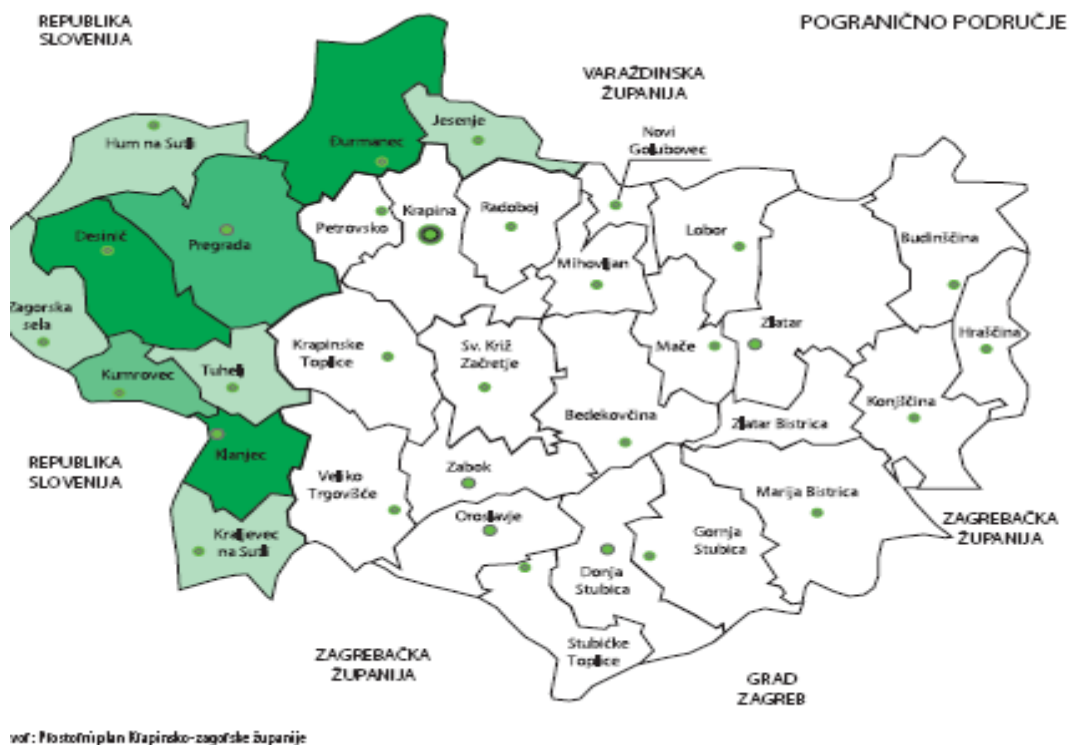 REPUBLIKA
SLOVENIJA
POGRANIČNO PODRUČJE
VARAŽDINSKA
ŽUPANIJA
Hum na Sutli
Đurmanec
Jesenje
Novi
Golubovec
Desinić
Pregrada
Petrovsko
Krapina
Radoboj
Lobor
Budinščina
Mihovljan
Zagorska
sela
Kumrovec
Tuhelj
Krapinske
Toplice
Sv. Križ
Začretje
Mače
Zlatar
Hraščina
Bedekovčina
Zlatar Bistrica
Konjščina
Klanjec
REPUBLIKA
SLOVENIJA
Veliko
Trgovišće
Zabok
Marija Bistrica
Kraljevec
na Sutli
Oroslavje
Gornja
Stubica
ZAGREBAČKA
ŽUPANIJA
Donja
Stubica
Stubičke
Toplice
ZAGREBAČKA
ŽUPANIJA
GRAD
ZAGREB
vor: Prostorni plan Krapinsko-zagorske županije